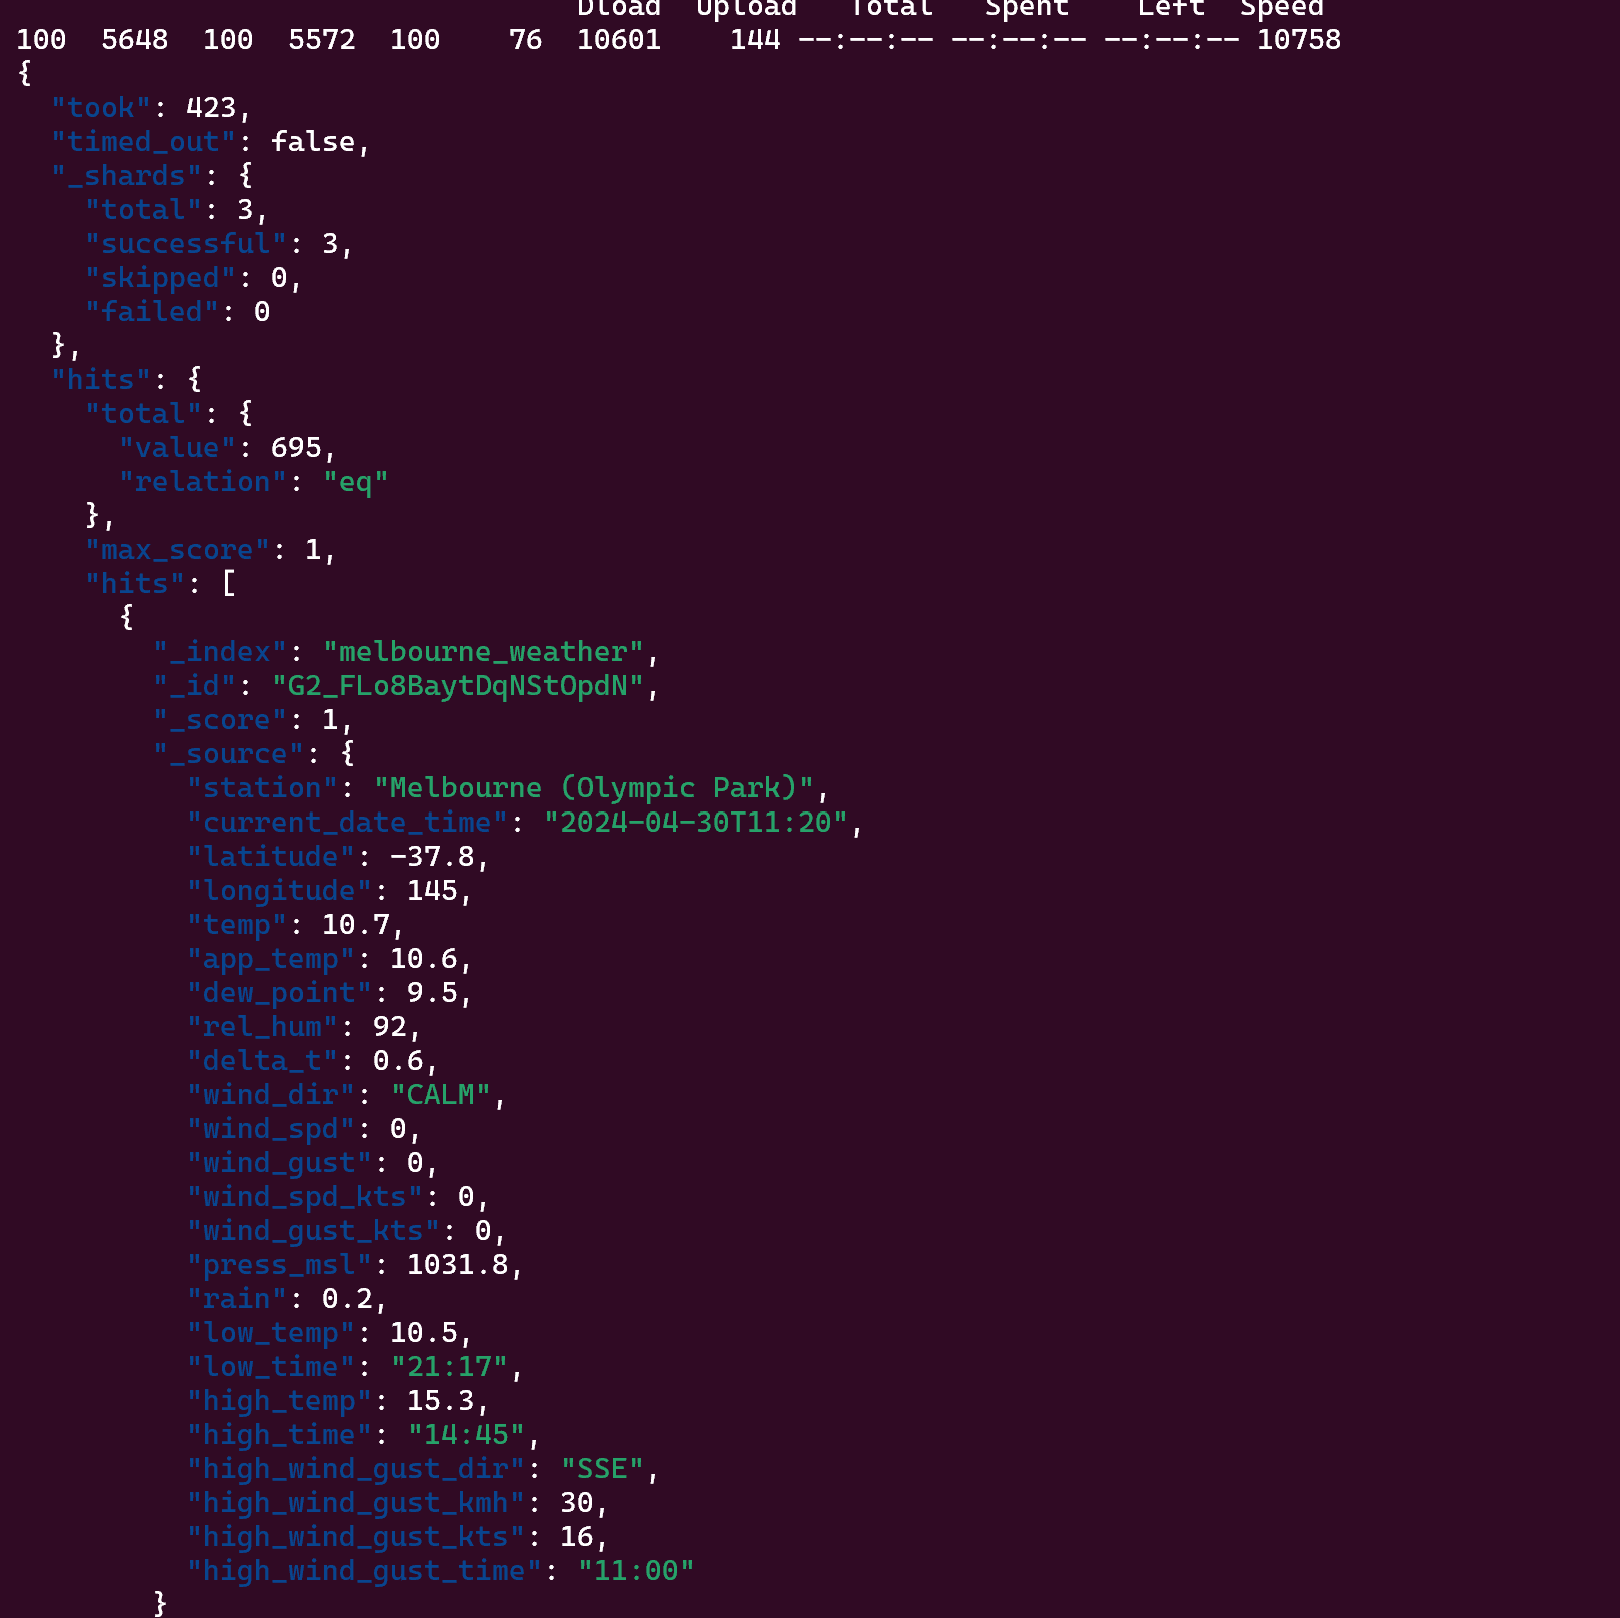 Dload  Upload   Total   Spent    Left  Speed
100  5648  100  5572  100    76  10601    144 --:--:-- --:--:-- --:--:-- 10758
{
  "took": 423,
  "timed_out": false,
  "_shards": {
    "total": 3,
    "successful": 3,
    "skipped": 0,
    "failed": 0
  },
  "hits": {
    "total": {
      "value": 695,
      "relation": "eq"
    },
    "max_score": 1,
    "hits": [
      {
        "_index": "melbourne_weather",
        "_id": "G2_FLo8BaytDqNStOpdN",
        "_score": 1,
        "_source": {
          "station": "Melbourne (Olympic Park)",
          "current_date_time": "2024-04-30T11:20",
          "latitude": -37.8,
          "longitude": 145,
          "temp": 10.7,
          "app_temp": 10.6,
          "dew_point": 9.5,
          "rel_hum": 92,
          "delta_t": 0.6,
          "wind_dir": "CALM",
          "wind_spd": 0,
          "wind_gust": 0,
          "wind_spd_kts": 0,
          "wind_gust_kts": 0,
          "press_msl": 1031.8,
          "rain": 0.2,
          "low_temp": 10.5,
          "low_time": "21:17",
          "high_temp": 15.3,
          "high_time": "14:45",
          "high_wind_gust_dir": "SSE",
          "high_wind_gust_kmh": 30,
          "high_wind_gust_kts": 16,
          "high_wind_gust_time": "11:00"
        }